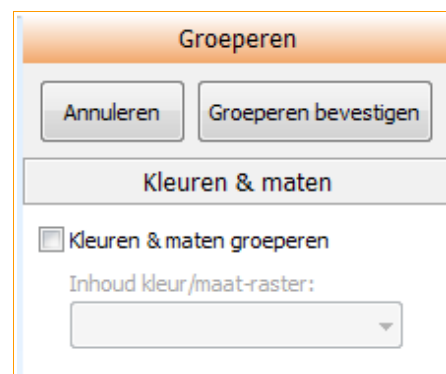 Groeperen
Annuleren
Groeperen bevestigen
Kleuren & maten
Kleuren & maten groeperen
Inhoud kleur/maat-raster: